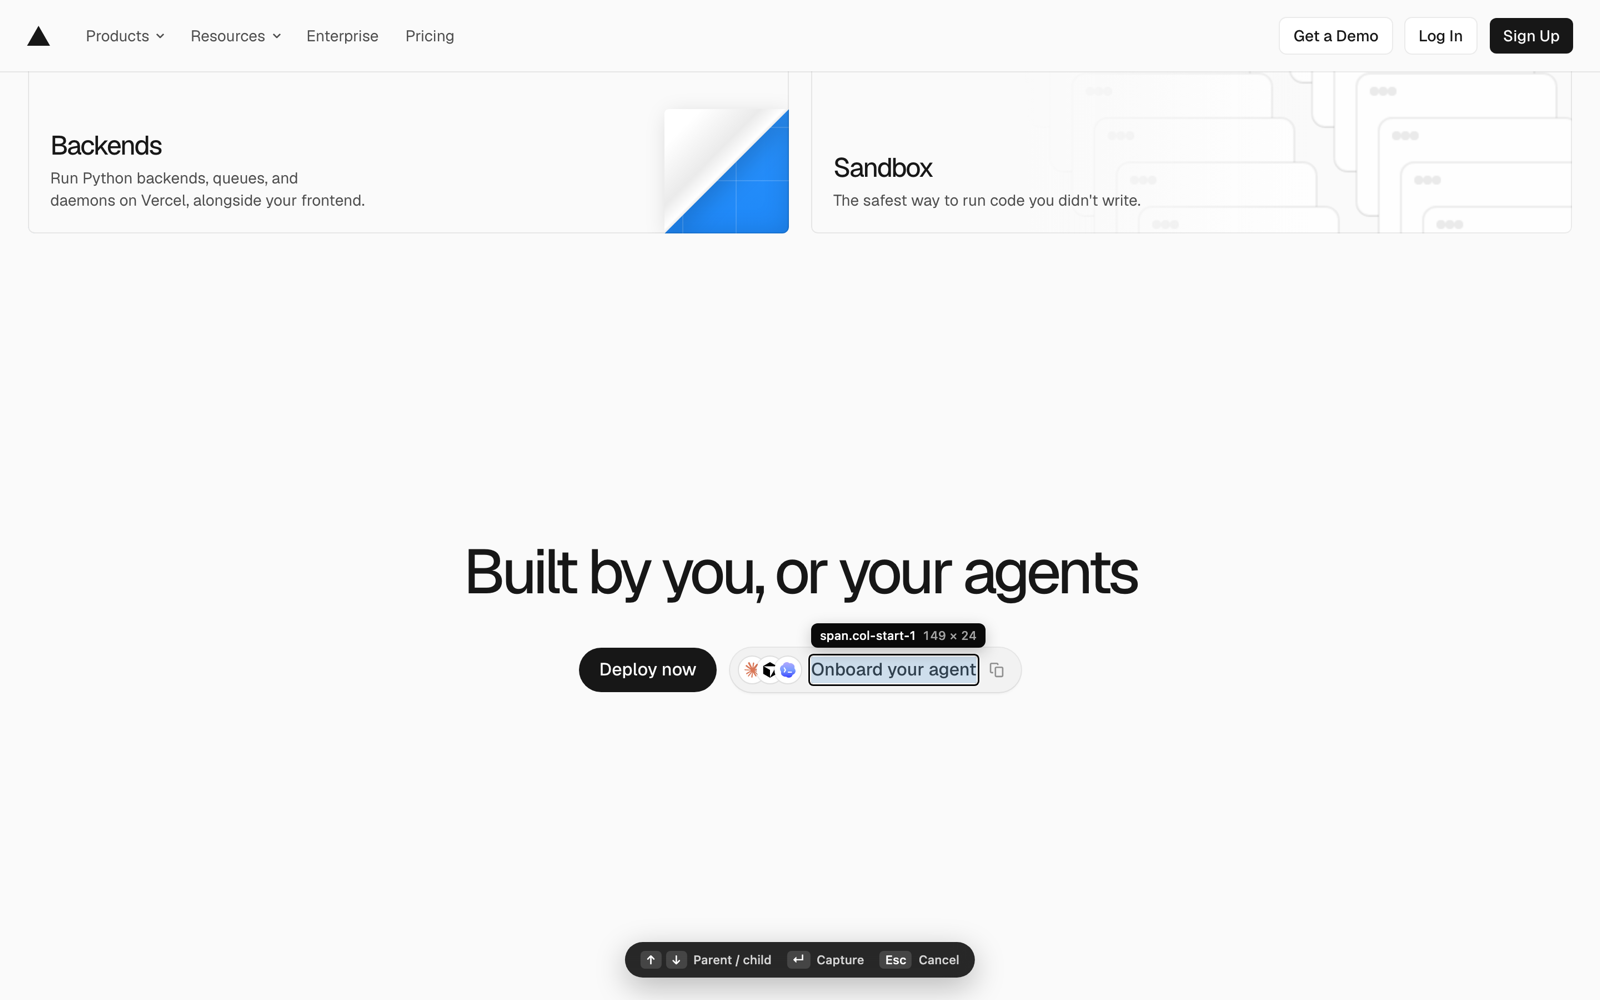 Products
Resources
Enterprise
Pricing
Get a Demo
Log In
Sign Up
Backends
Run Python backends, queues, and
daemons on Vercel, alongside your frontend.
Sandbox
The safest way to run code you didn't write.
Built by you, or your agents
span.col-start-1 149 × 24
Deploy now
Onboard your agent
↑ ↓ Parent / child ↵ Capture Esc Cancel